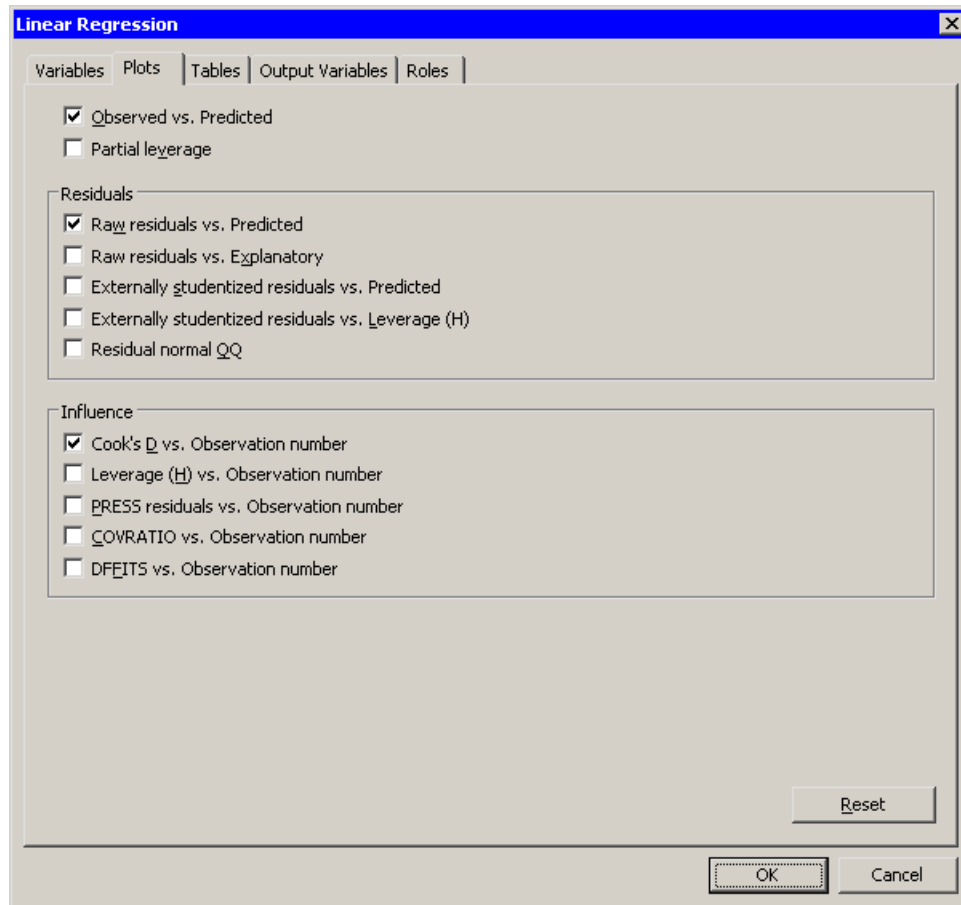 Linear Regression
Variables Plots Tables Output Variables Roles
Observed vs. Predicted
Partial leverage
Residuals
Raw residuals vs. Predicted
Raw residuals vs. Explanatory
Externally studentized residuals vs. Predicted
Externally studentized residuals vs. Leverage (H)
Residual normal QQ
Influence
Cook's D vs. Observation number
Leverage (H) vs. Observation number
PRESS residuals vs. Observation number
COVRATIO vs. Observation number
DFFITS vs. Observation number
Reset
OK Cancel